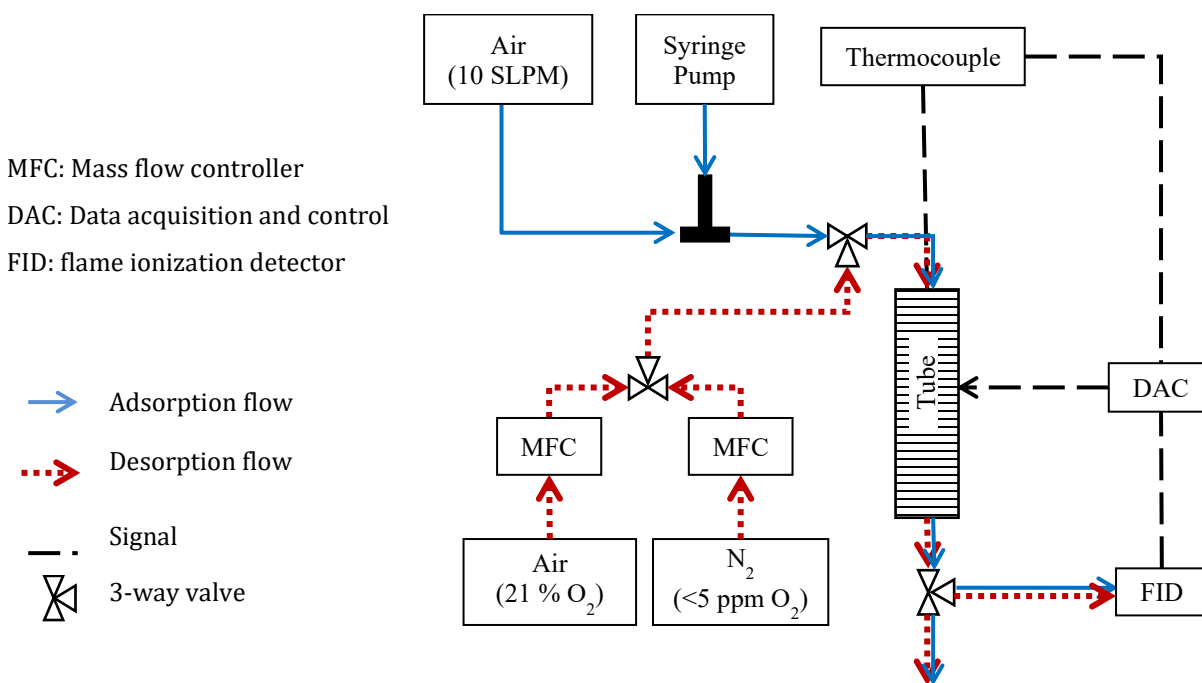 Air
(10 SLPM)
Syringe
Pump
Thermocouple
MFC: Mass flow controller
DAC: Data acquisition and control
FID: flame ionization detector
Tube
DAC
Adsorption flow
Desorption flow
Signal
3-way valve
MFC
MFC
Air
(21 % O₂)
N₂
(<5 ppm O₂)
FID